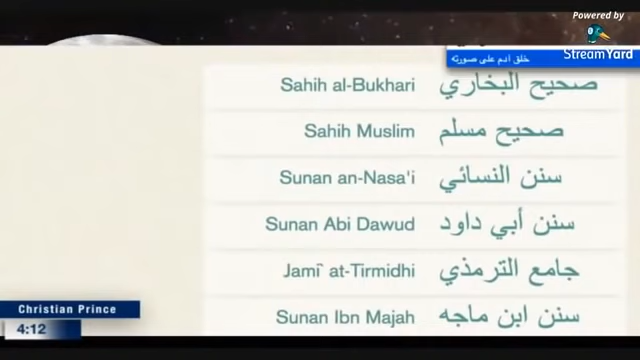 Powered by
StreamYard
خلق آدم على صورته
Sahih al-Bukhari صحيح البخاري
Sahih Muslim صحيح مسلم
Sunan an-Nasa'i سنن النسائي
Sunan Abi Dawud سنن أبي داود
Jami` at-Tirmidhi جامع الترمذي
Sunan Ibn Majah سنن ابن ماجه
Christian Prince
4:12